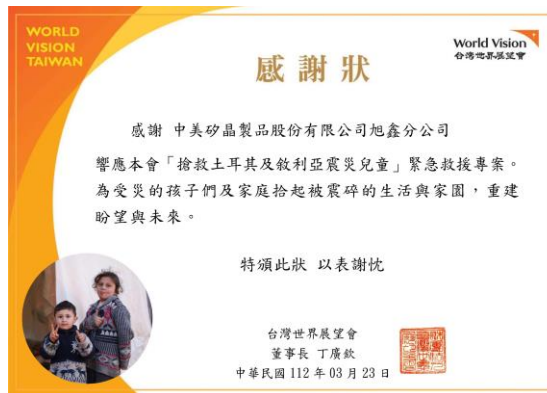 WORLD
VISION
TAIWAN
World Vision
台灣世界展望會
感謝狀
感謝 中美矽晶製品股份有限公司旭鑫分公司
響應本會「搶救土耳其及敘利亞震災兒童」緊急救援專案。
為受災的孩子們及家庭拾起被震碎的生活與家園，重建
盼望與未來。
特頒此狀 以表謝忱
台灣世界展望會
董事長 丁廣欽
中華民國 112 年 03 月 23 日